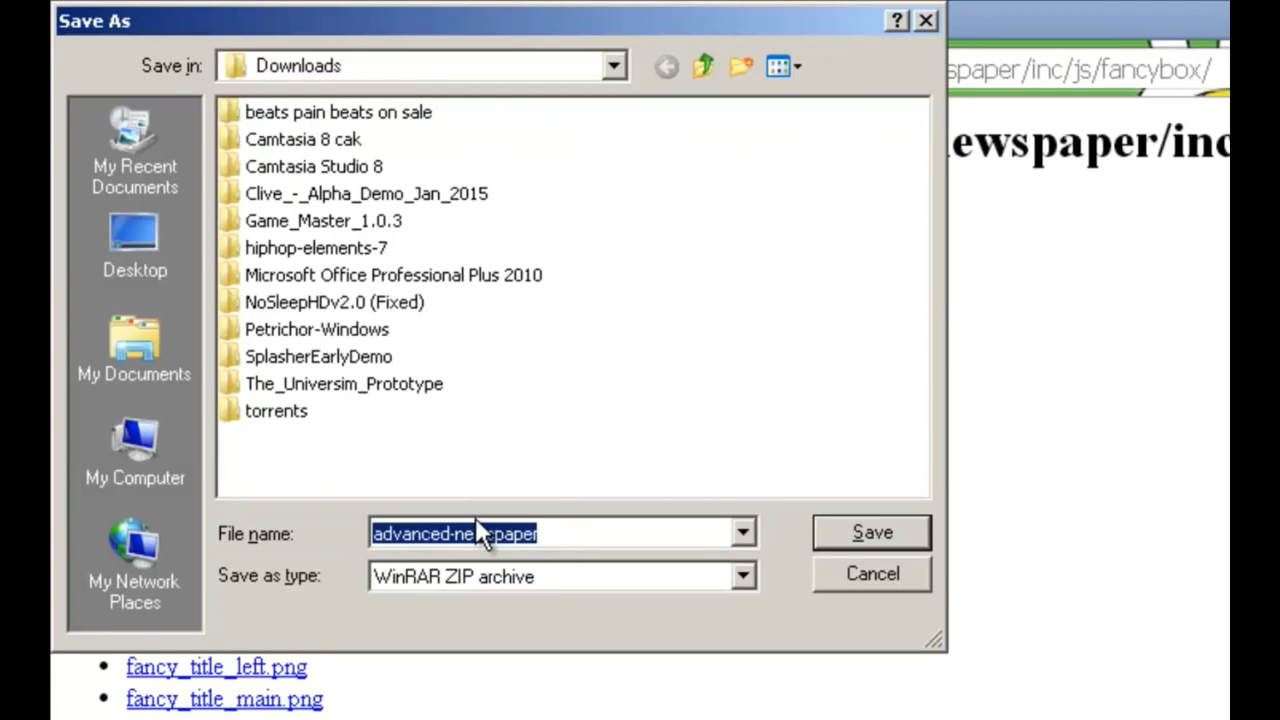 Save As
Save in: Downloads
spaper/inc/js/fancybox/
ewspaper/inc
My Recent
Documents
Desktop
My Documents
My Computer
My Network
Places
beats pain beats on sale
Camtasia 8 cak
Camtasia Studio 8
Clive_-_Alpha_Demo_Jan_2015
Game_Master_1.0.3
hiphop-elements-7
Microsoft Office Professional Plus 2010
NoSleepHDv2.0 (Fixed)
Petrichor-Windows
SplasherEarlyDemo
The_Universim_Prototype
torrents
File name: advanced-newspaper Save
Save as type: WinRAR ZIP archive Cancel
fancy_title_left.png
fancy_title_main.png